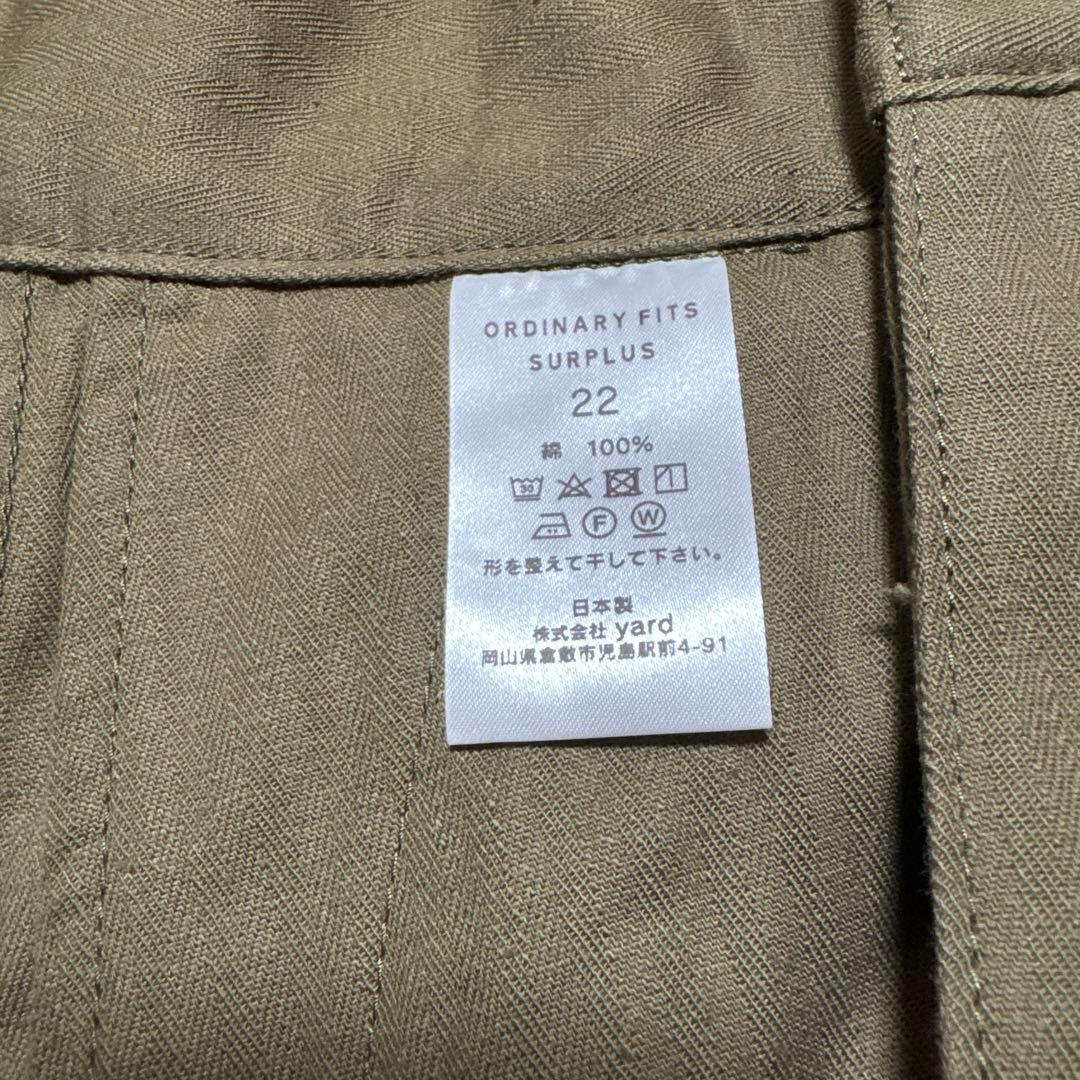 ORDINARY FITS
SURPLUS
22
綿 100%
30
F W
形を整えて干して下さい。
日本製
株式会社 yard
岡山県倉敷市児島駅前4-91